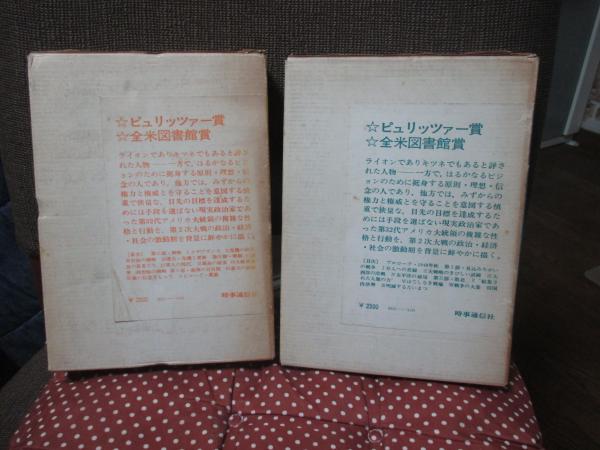 ☆ピュリッツァー賞
☆全米図書館賞
ライオンでありキツネでもあると評さ
れた人物――一方で、はるかなるビジ
ョンのために挺身する原則・理想・信
念の人であり、他方では、みずからの
権力と権威とを守ることを意図する慎
重で狭量な、目先の目標を達成するた
めには手段を選ばない現実政治家であ
った第32代アメリカ大統領の複雑な性
格と行動を、第2次大戦の政治・経済
・社会の激動期を背景に鮮やかに描く。
￥2300
時事通信社
☆ピュリッツァー賞
☆全米図書館賞
ライオンでありキツネでもあると評さ
れた人物――一方で、はるかなるビジ
ョンのために挺身する原則・理想・信
念の人であり、他方では、みずからの
権力と権威とを守ることを意図する慎
重で狭量な、目先の目標を達成するた
めには手段を選ばない現実政治家であ
った第32代アメリカ大統領の複雑な性
格と行動を、第2次大戦の政治・経済
・社会の激動期を背景に鮮やかに描く。
￥2300
時事通信社